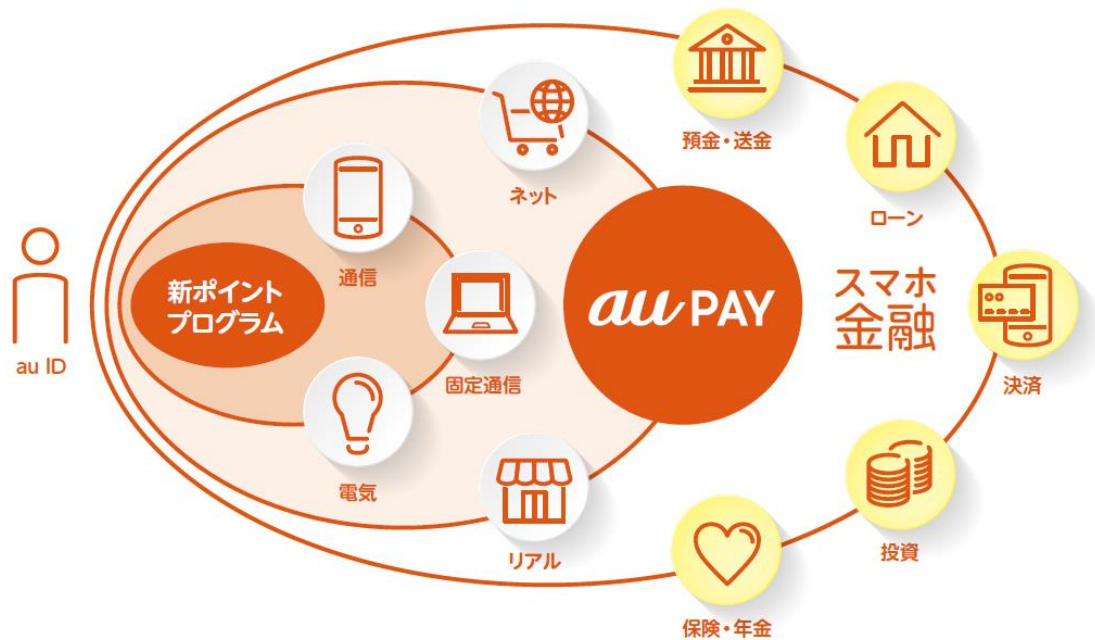 au ID
新ポイント
プログラム
通信
固定通信
電気
ネット
リアル
au PAY
スマホ
金融
預金・送金
ローン
決済
投資
保険・年金